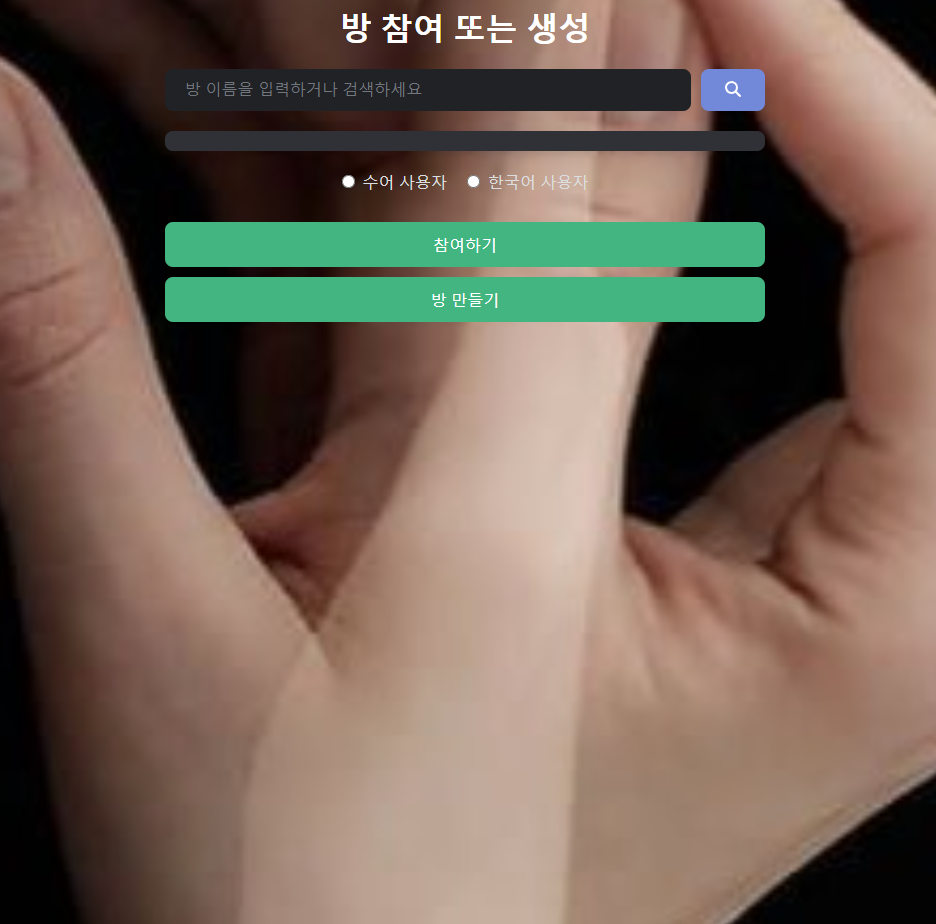 방 참여 또는 생성
방 이름을 입력하거나 검색하세요
수어 사용자 한국어 사용자
참여하기
방 만들기